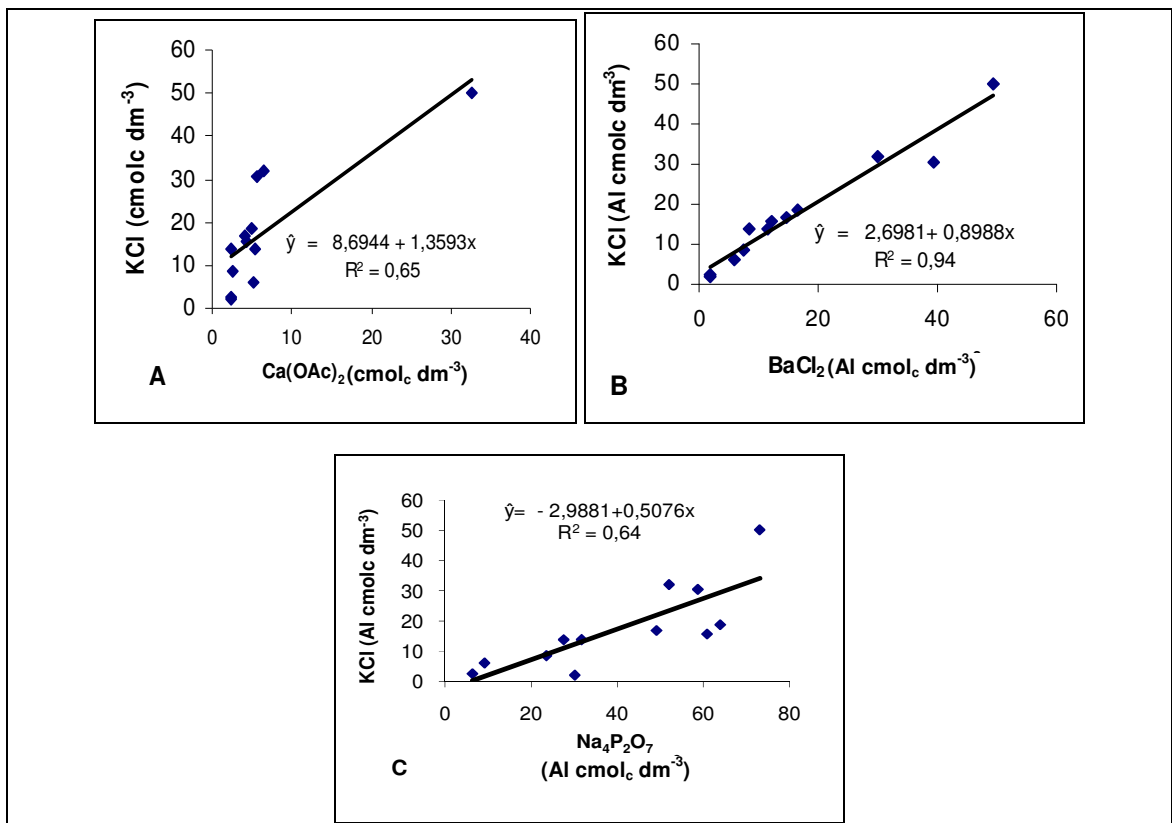 60
50
40
30
20
10
0
KCl (cmolc dm⁻³)
ŷ = 8,6944 + 1,3593x
R² = 0,65
0 10 20 30 40
A
Ca(OAc)₂ (cmol_c dm⁻³)
60
50
40
30
20
10
0
KCl (Al cmolc dm⁻³)
ŷ = 2,6981+ 0,8988x
R² = 0,94
0 20 40 60
BaCl₂ (Al cmol_c dm⁻³)
B
60
50
40
30
20
10
0
KCl (Al cmolc dm⁻³)
ŷ= - 2,9881+0,5076x
R² = 0,64
0 20 40 60 80
Na₄P₂O₇
(Al cmol_c dm⁻³)
C